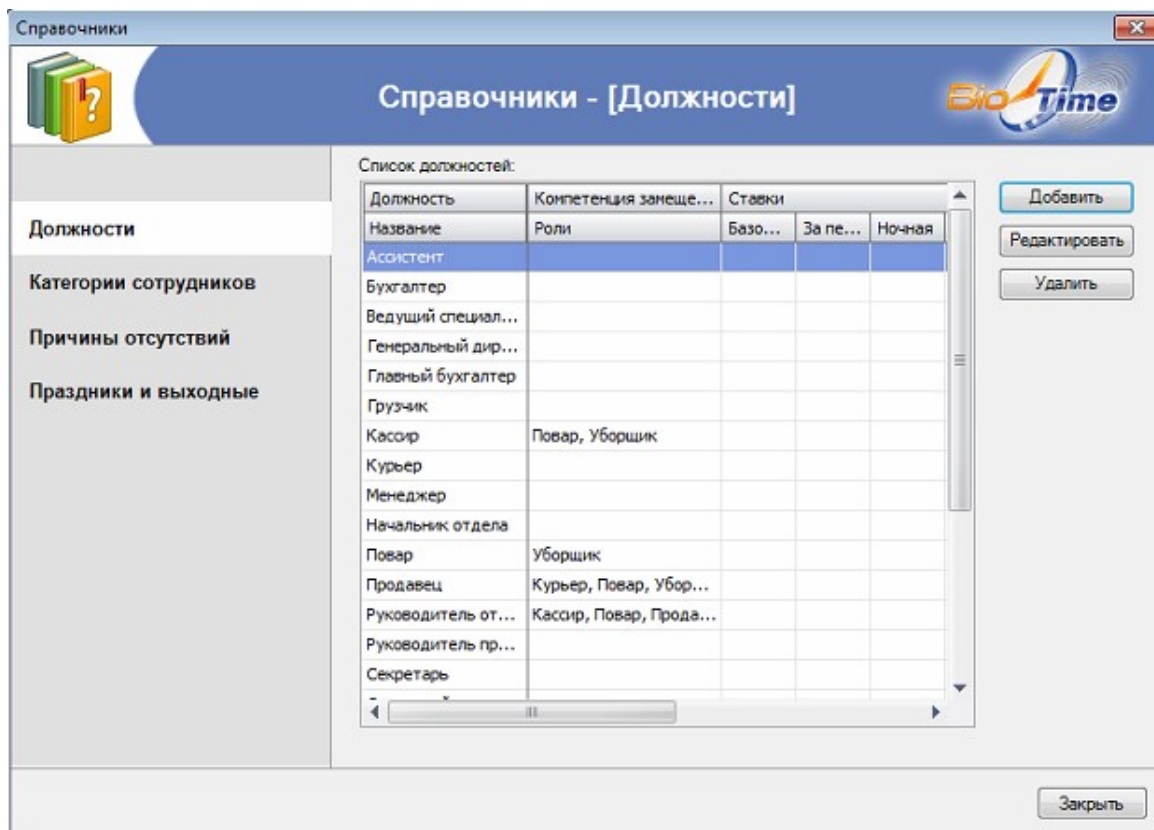 Справочники
Справочники - [Должности]
BioTime
Должности
Категории сотрудников
Причины отсутствий
Праздники и выходные
Список должностей:
Должность Компетенция замеще... Ставки
Название Роли Базо... За пе... Ночная
Ассистент
Бухгалтер
Ведущий специал...
Генеральный дир...
Главный бухгалтер
Грузчик
Кассир Повар, Уборщик
Курьер
Менеджер
Начальник отдела
Повар Уборщик
Продавец Курьер, Повар, Убор...
Руководитель от... Кассир, Повар, Прода...
Руководитель пр...
Секретарь
Добавить
Редактировать
Удалить
Закрыть